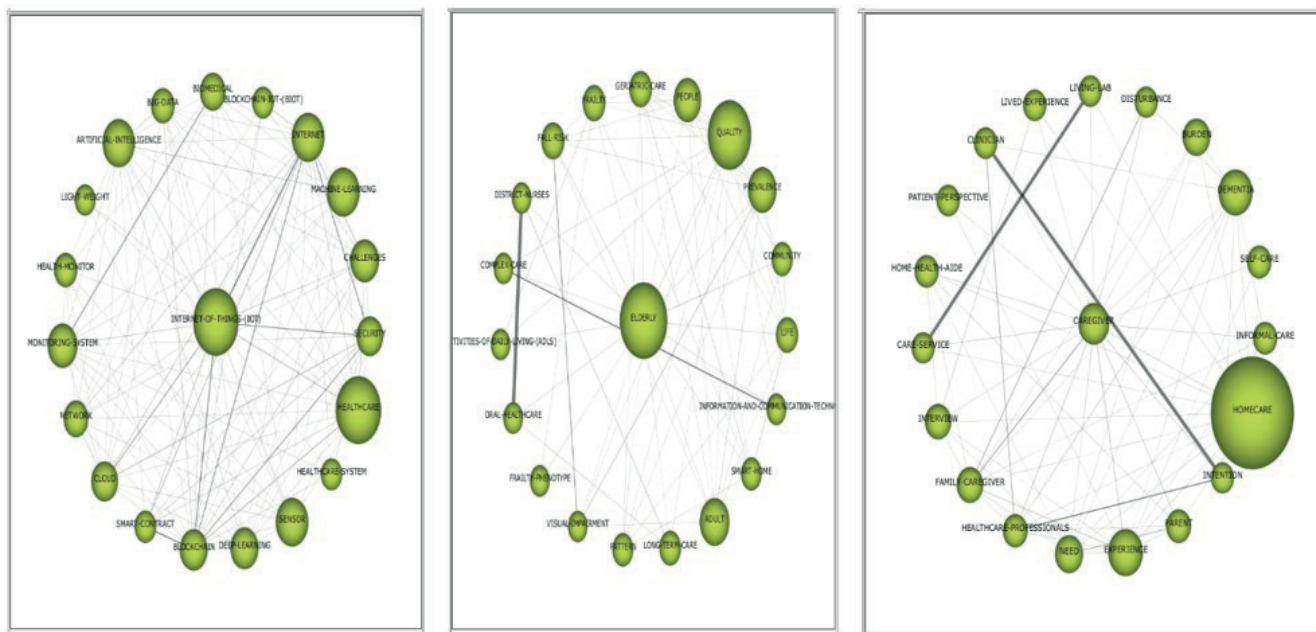 BIOMEDICAL
BIG-DATA
BLOCKCHAIN-IOT-(BIOT)
ARTIFICIAL-INTELLIGENCE
INTERNET
LIGHT-WEIGHT
MACHINE-LEARNING
HEALTH-MONITOR
CHALLENGES
INTERNET-OF-THINGS-(IOT)
MONITORING-SYSTEM
SECURITY
NETWORK
HEALTHCARE
CLOUD
HEALTHCARE-SYSTEM
SMART-CONTRACT
SENSOR
BLOCKCHAIN
DEEP-LEARNING
GERIATRIC-CARE
FRAILTY
PEOPLE
FALL-RISK
QUALITY
DISTRICT-NURSES
PREVALENCE
COMPLEX-CARE
COMMUNITY
ELDERLY
TIVITIES-OF-DAILY-LIVING-(ADLS)
LIFE
ORAL-HEALTHCARE
INFORMATION-AND-COMMUNICATION-TECHN
FRAILTY-PHENOTYPE
SMART-HOME
VISUAL-IMPAIRMENT
ADULT
PATTERN
LONG-TERM-CARE
LIVING-LAB
LIVED-EXPERIENCE
DISTURBANCE
CLINICIAN
BURDEN
PATIENT-PERSPECTIVE
DEMENTIA
HOME-HEALTH-AIDE
SELF-CARE
CAREGIVER
CARE-SERVICE
INFORMAL-CARE
INTERVIEW
HOMECARE
FAMILY-CAREGIVER
INTENTION
HEALTHCARE-PROFESSIONALS
PARENT
NEED
EXPERIENCE